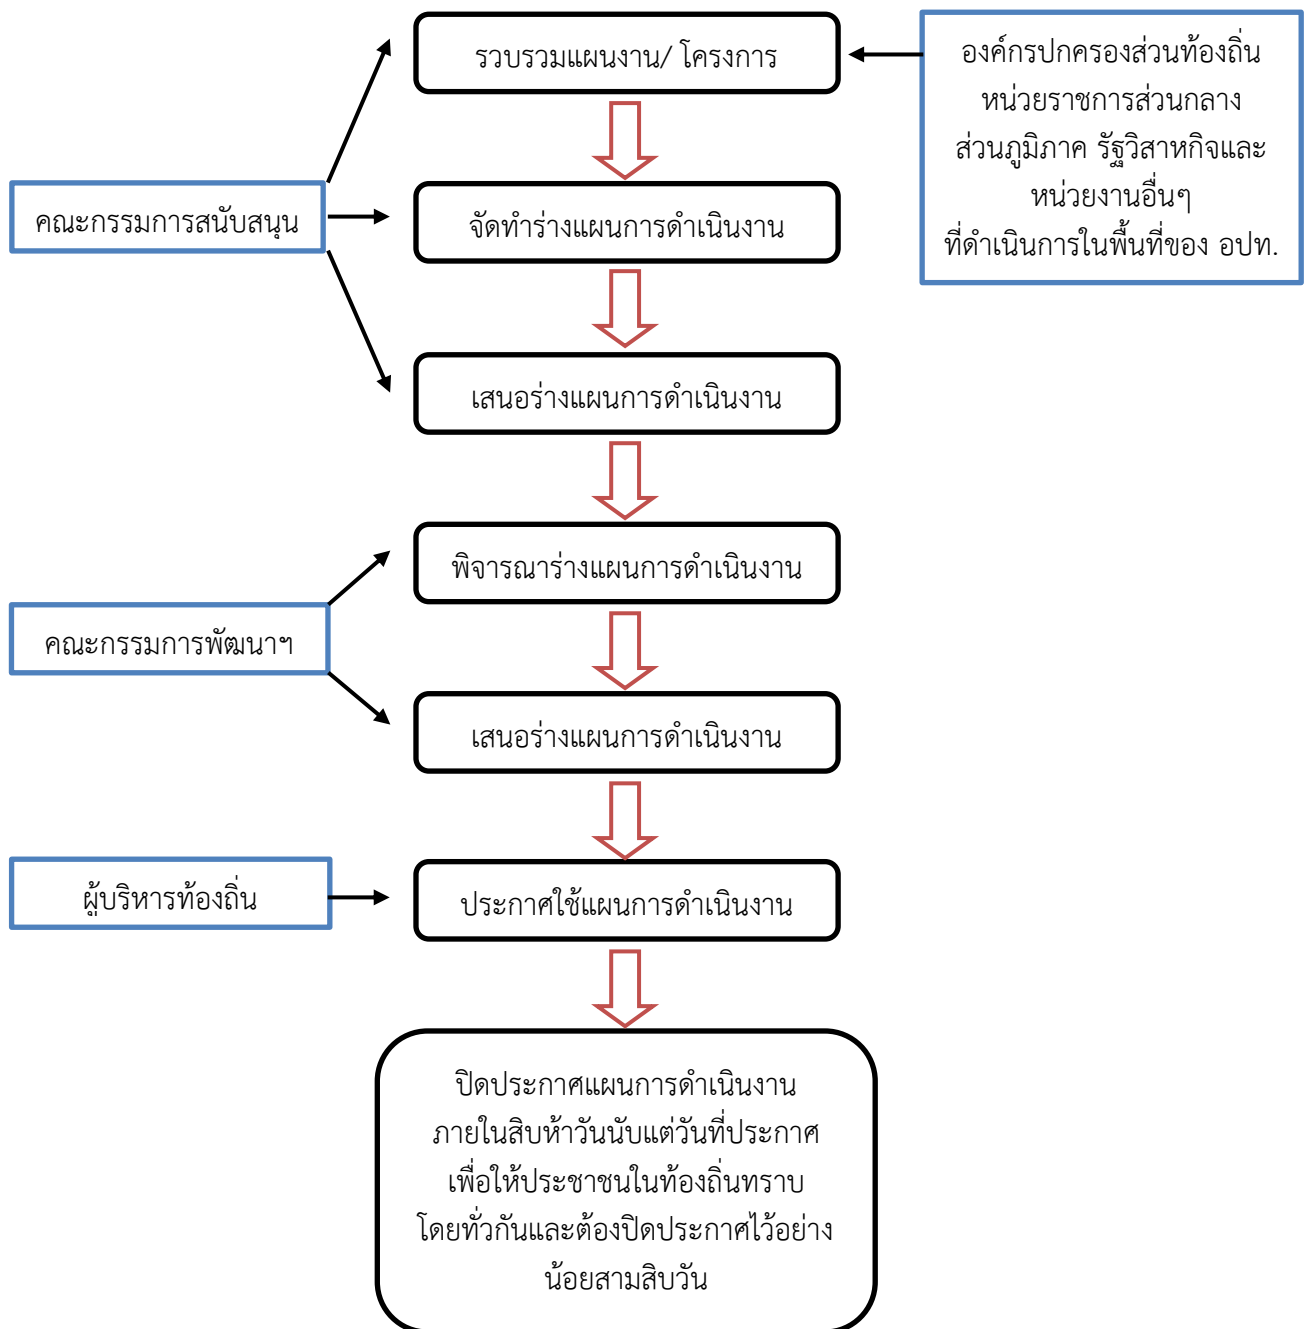 รวบรวมแผนงาน/ โครงการ
องค์กรปกครองส่วนท้องถิ่น
หน่วยราชการส่วนกลาง
ส่วนภูมิภาค รัฐวิสาหกิจและ
หน่วยงานอื่นๆ
ที่ดำเนินการในพื้นที่ของ อปท.
คณะกรรมการสนับสนุน
จัดทำร่างแผนการดำเนินงาน
เสนอร่างแผนการดำเนินงาน
พิจารณาร่างแผนการดำเนินงาน
คณะกรรมการพัฒนาฯ
เสนอร่างแผนการดำเนินงาน
ผู้บริหารท้องถิ่น
ประกาศใช้แผนการดำเนินงาน
ปิดประกาศแผนการดำเนินงาน
ภายในสิบห้าวันนับแต่วันที่ประกาศ
เพื่อให้ประชาชนในท้องถิ่นทราบ
โดยทั่วกันและต้องปิดประกาศไว้อย่าง
น้อยสามสิบวัน